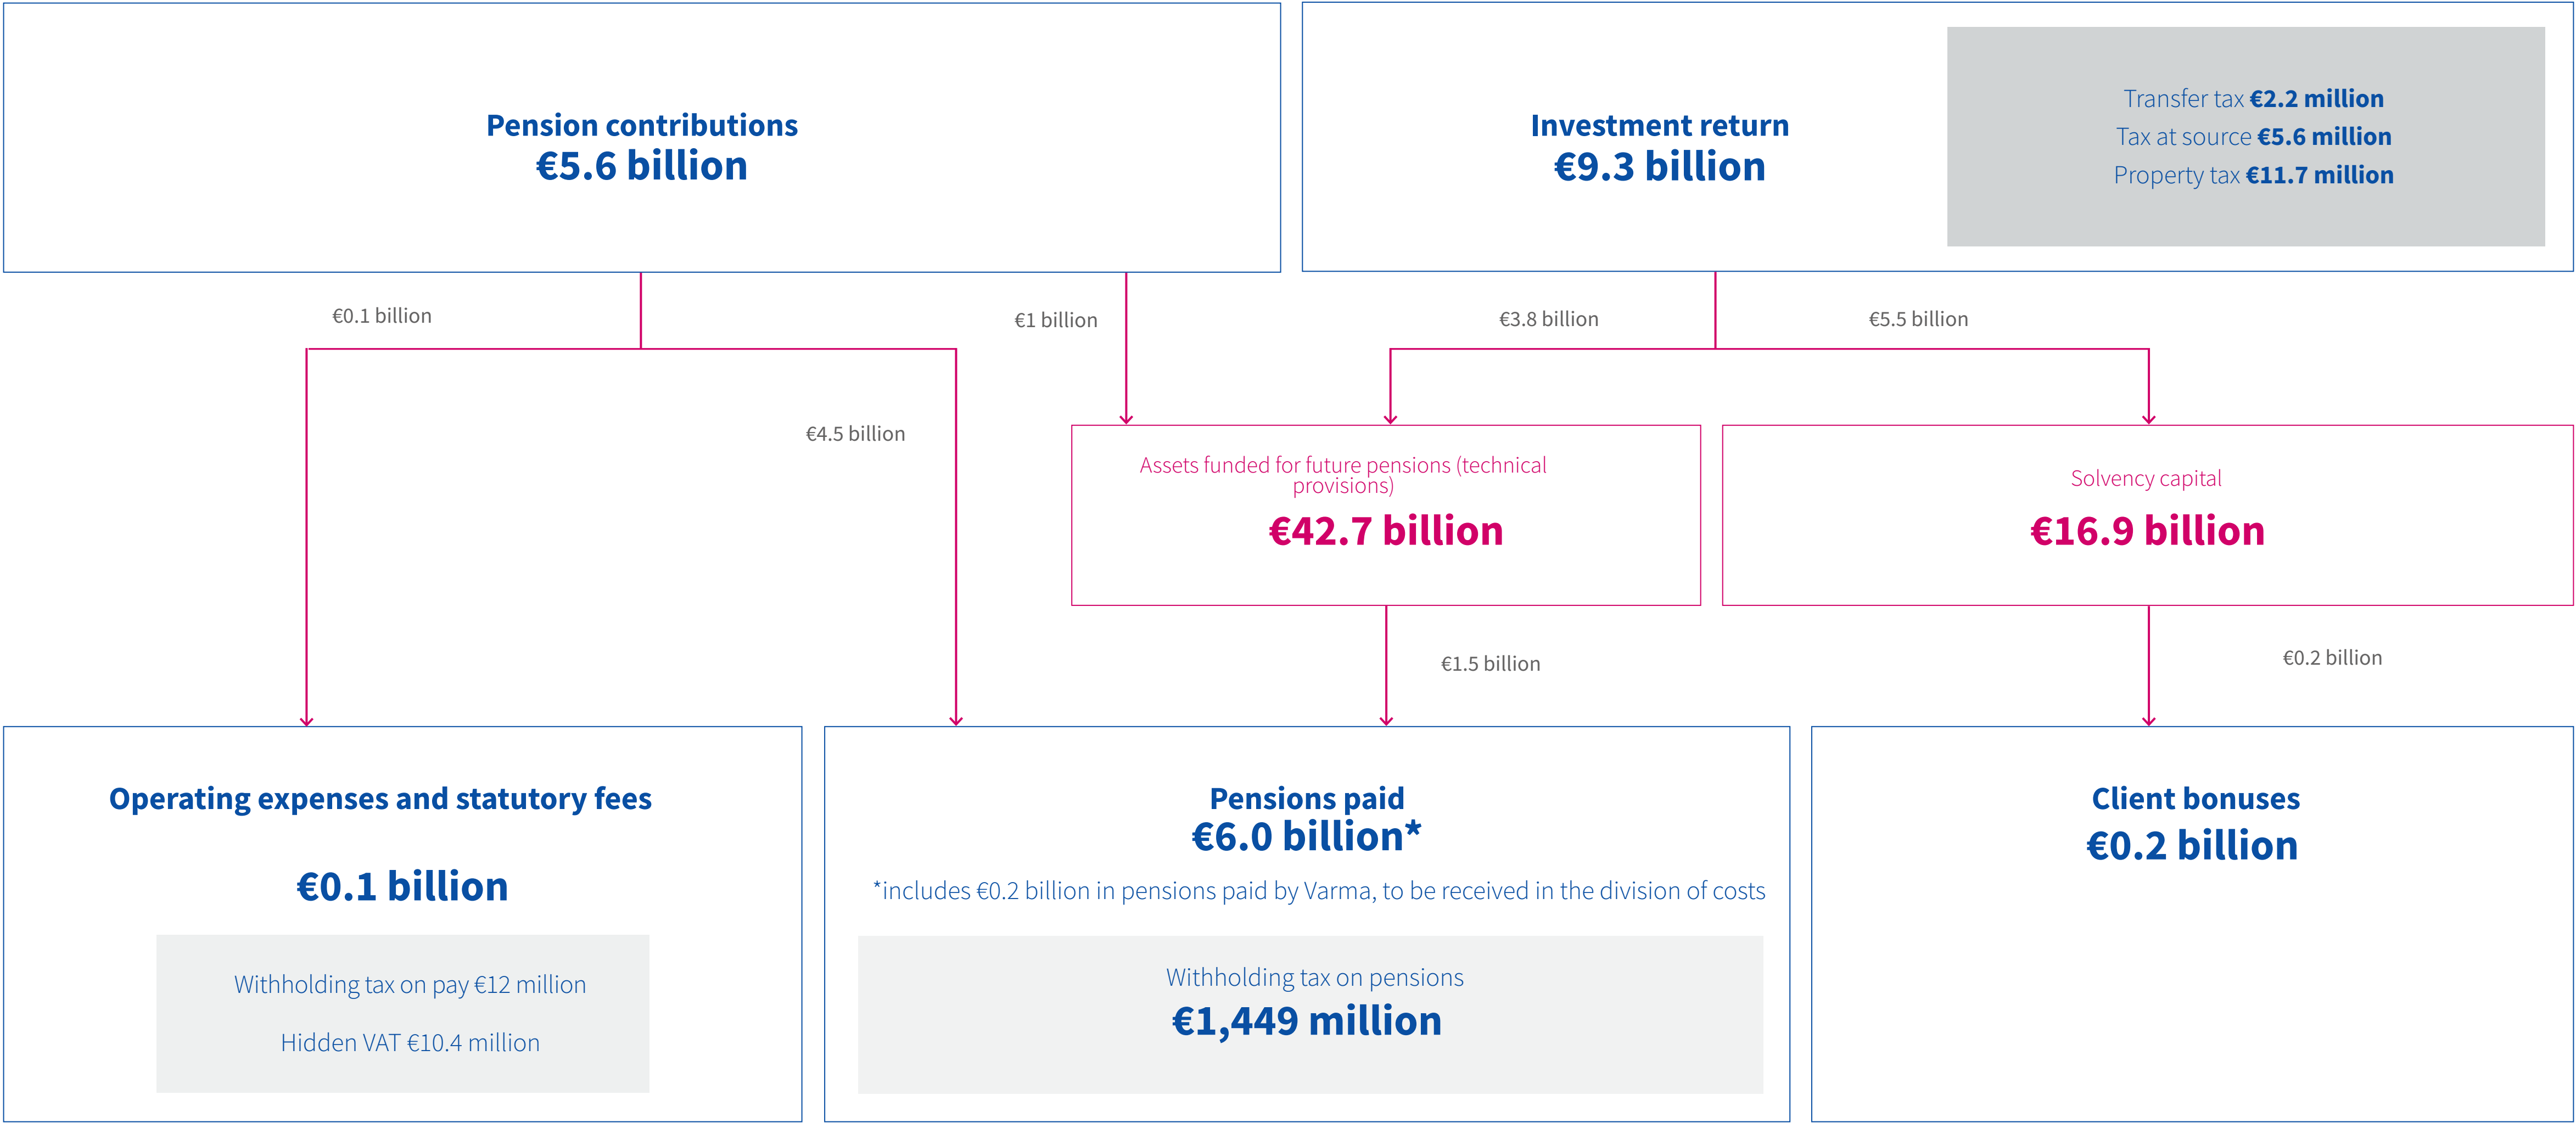 Pension contributions
€5.6 billion
Investment return
€9.3 billion
Transfer tax €2.2 million
Tax at source €5.6 million
Property tax €11.7 million
€0.1 billion
€1 billion
€3.8 billion
€5.5 billion
€4.5 billion
Assets funded for future pensions (technical
provisions)
€42.7 billion
Solvency capital
€16.9 billion
€1.5 billion
€0.2 billion
Operating expenses and statutory fees
€0.1 billion
Withholding tax on pay €12 million
Hidden VAT €10.4 million
Pensions paid
€6.0 billion*
*includes €0.2 billion in pensions paid by Varma, to be received in the division of costs
Withholding tax on pensions
€1,449 million
Client bonuses
€0.2 billion